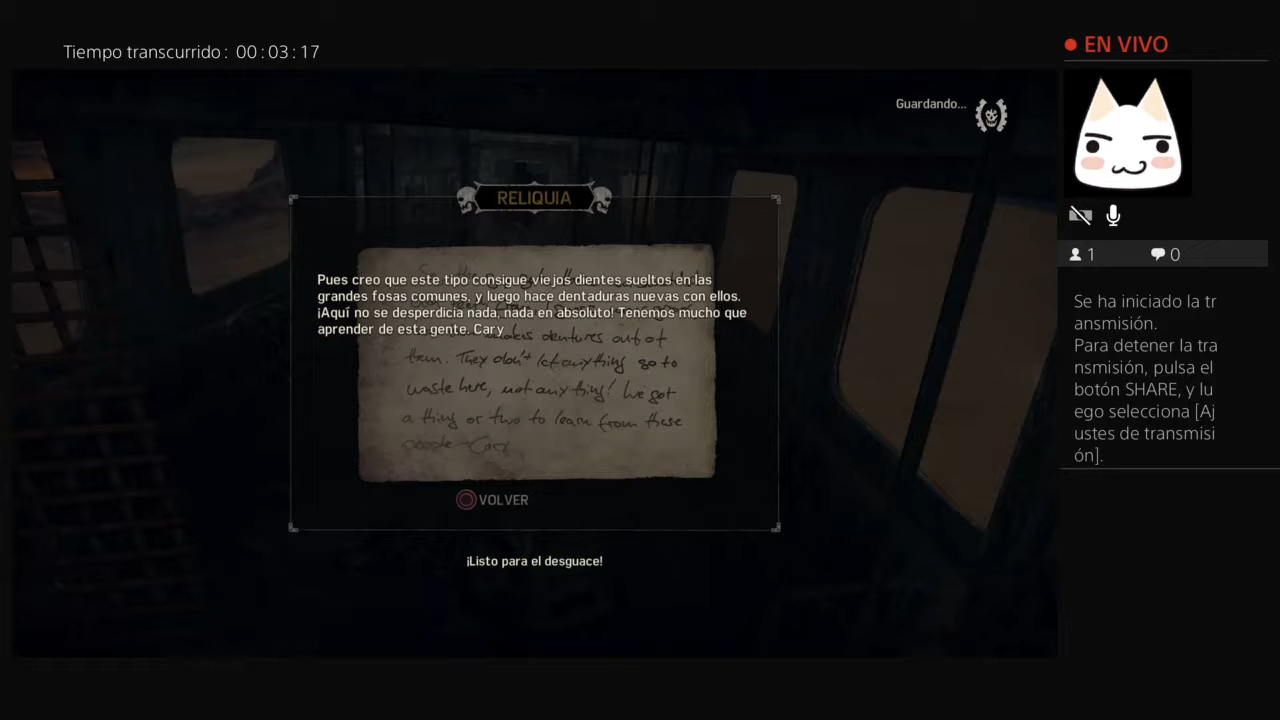 Tiempo transcurrido : 00:03:17
EN VIVO
Guardando...
RELIQUIA
Pues creo que este tipo consigue viejos dientes sueltos en las
grandes fosas comunes, y luego hace dentaduras nuevas con ellos.
¡Aquí no se desperdicia nada, nada en absoluto! Tenemos mucho que
aprender de esta gente. Cary
makes dentures out of
them. They don't let anything go to
waste here, not anything! I've got
a thing or two to learn from these
people - Cary
VOLVER
¡Listo para el desguace!
1
0
Se ha iniciado la tr
ansmisión.
Para detener la tra
nsmisión, pulsa el
botón SHARE, y lu
ego selecciona [Aj
ustes de transmisi
ón].